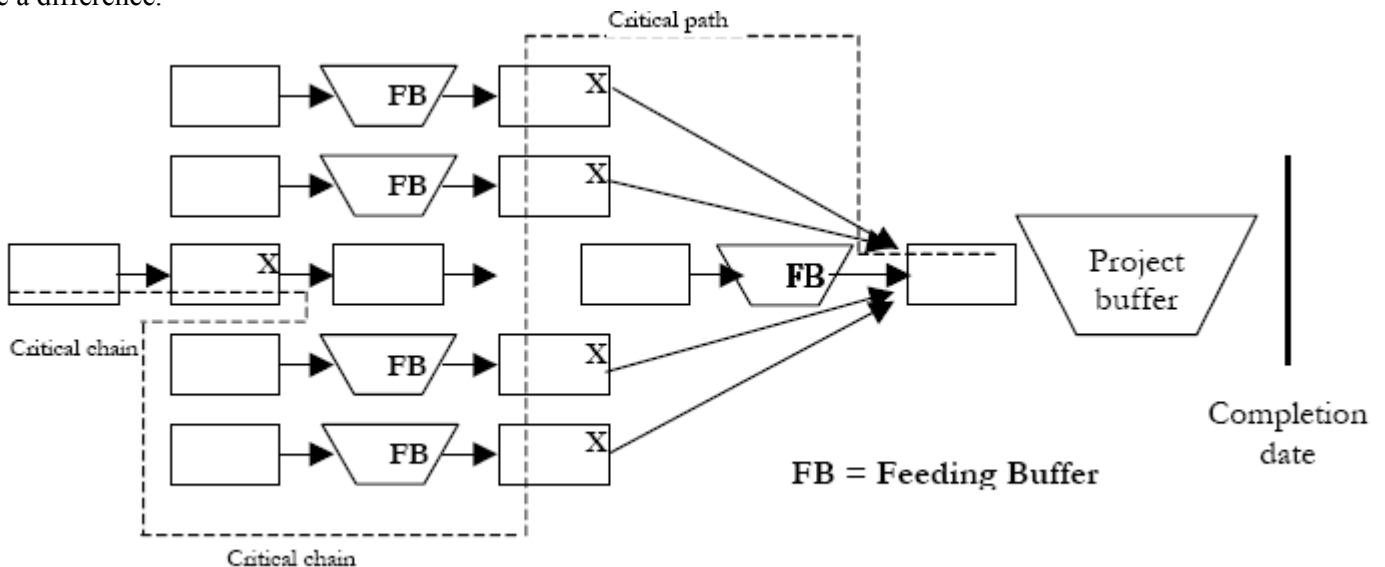 e a difference.
Critical path
FB
X
FB
X
X
FB
Project
buffer
Critical chain
FB
X
FB
X
Completion
date
FB = Feeding Buffer
Critical chain